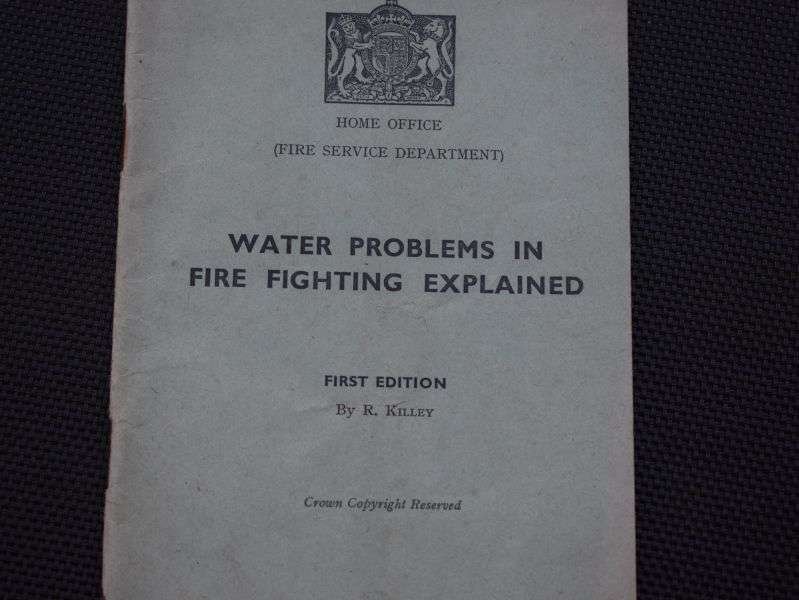 HOME OFFICE
(FIRE SERVICE DEPARTMENT)
WATER PROBLEMS IN
FIRE FIGHTING EXPLAINED
FIRST EDITION
By R. KILLEY
Crown Copyright Reserved